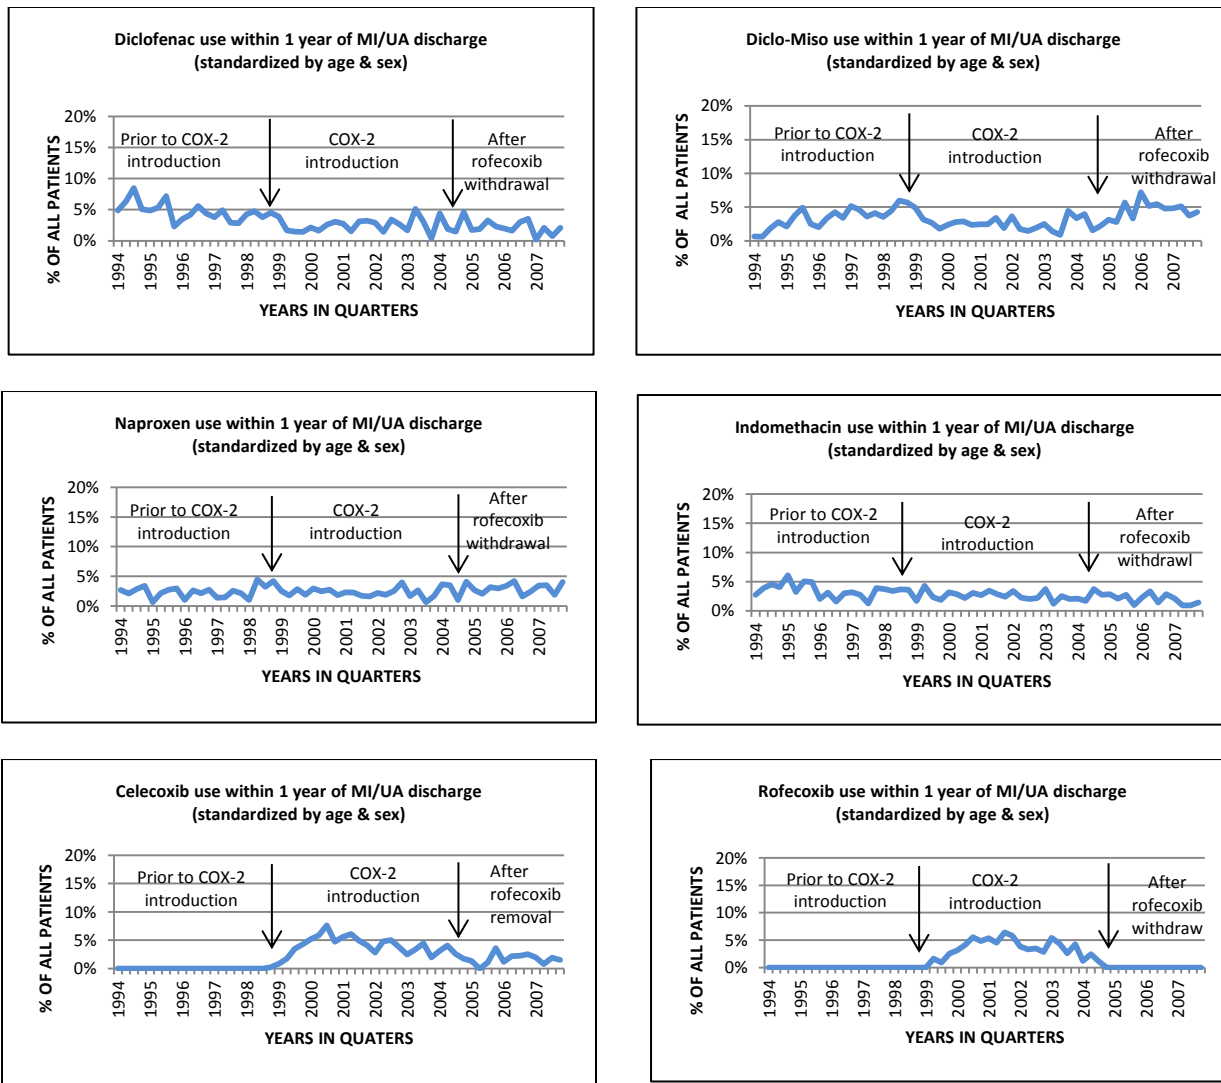 Diclofenac use within 1 year of MI/UA discharge
(standardized by age & sex)
% OF ALL PATIENTS
20%
15%
10%
5%
0%
Prior to COX-2
introduction
COX-2
introduction
After
rofecoxib
withdrawal
1994 1995 1996 1997 1998 1999 2000 2001 2002 2003 2004 2005 2006 2007
YEARS IN QUARTERS
Diclo-Miso use within 1 year of MI/UA discharge
(standardized by age & sex)
% OF ALL PATIENTS
20%
15%
10%
5%
0%
Prior to COX-2
introduction
COX-2
introduction
After
rofecoxib
withdrawal
1994 1995 1996 1997 1998 1999 2000 2001 2002 2003 2004 2005 2006 2007
YEARS IN QUARTERS
Naproxen use within 1 year of MI/UA discharge
(standardized by age & sex)
% OF ALL PATIENTS
20%
15%
10%
5%
0%
Prior to COX-2
introduction
COX-2
introduction
After
rofecoxib
withdrawal
1994 1995 1996 1997 1998 1999 2000 2001 2002 2003 2004 2005 2006 2007
YEARS IN QUARTERS
Indomethacin use within 1 year of MI/UA discharge
(standardized by age & sex)
% OF ALL PATIENTS
20%
15%
10%
5%
0%
Prior to COX-2
introduction
COX-2
introduction
After
rofecoxib
withdrawl
1994 1995 1996 1997 1998 1999 2000 2001 2002 2003 2004 2005 2006 2007
YEARS IN QUATERS
Celecoxib use within 1 year of MI/UA discharge
(standardized by age & sex)
% OF ALL PATIENTS
20%
15%
10%
5%
0%
Prior to COX-2
introduction
COX-2
introduction
After
rofecoxib
removal
1994 1995 1996 1997 1998 1999 2000 2001 2002 2003 2004 2005 2006 2007
YEARS IN QUATERS
Rofecoxib use within 1 year of MI/UA discharge
(standardized by age & sex)
% OF ALL PATIENTS
20%
15%
10%
5%
0%
Prior to COX-2
introduction
COX-2
introduction
After
rofecoxib
withdraw
1994 1995 1996 1997 1998 1999 2000 2001 2002 2003 2004 2005 2006 2007
YEARS IN QUATERS